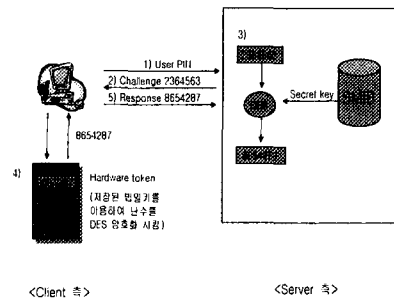 1) User PIN
2) Challenge 2364563
5) Response 8654287
3)
Secret key
8654287
4)
Hardware token
(저장된 비밀키를
이용하여 난수를
DES 암호화 시킴)
<Client 측>
<Server 측>